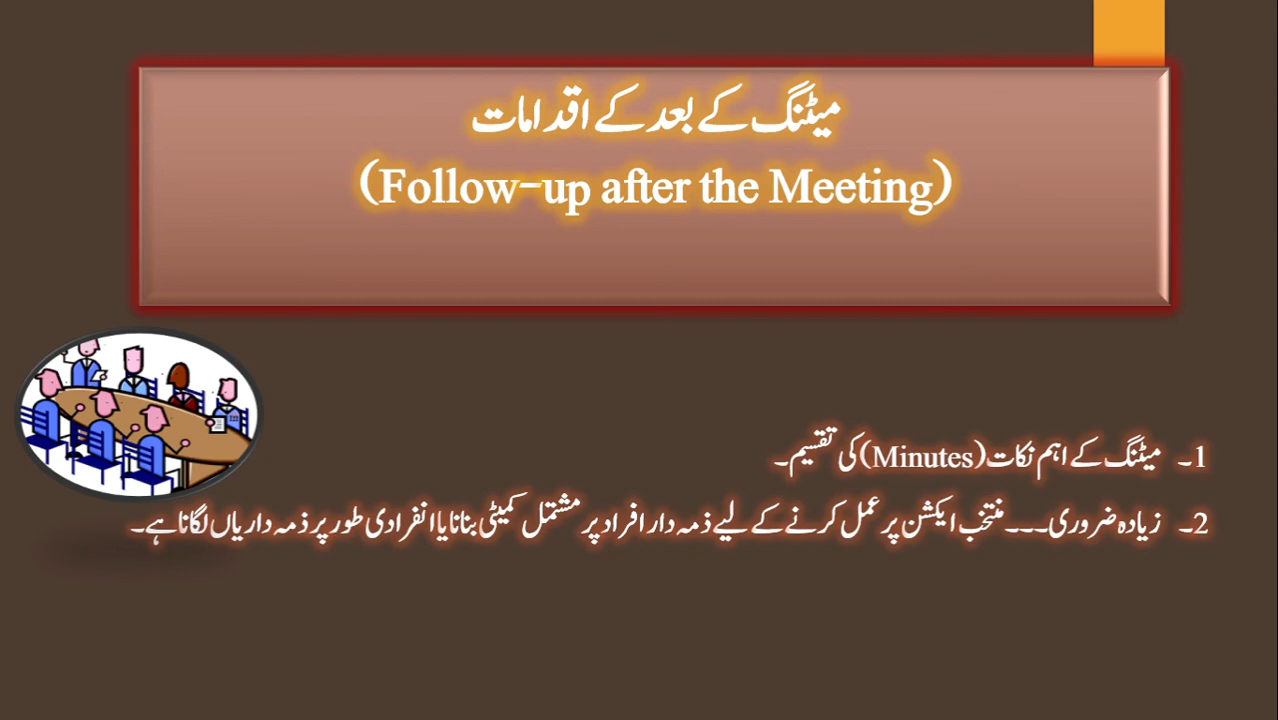 میٹنگ کے بعد کے اقدامات
(Follow-up after the Meeting)
1۔ میٹنگ کے اہم نکات(Minutes)کی تقسیم۔
2۔ زیادہ ضروری۔۔۔منتخب ایکشن پر عمل کرنے کے لیے ذمہ دار افراد پر مشتمل کمیٹی بنانا یا انفرادی طور پر ذمہ داریاں لگانا ہے۔